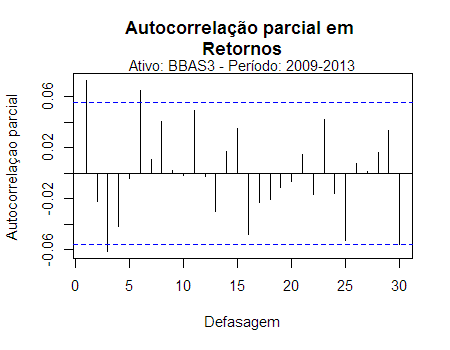 Autocorrelação parcial em
Retornos
Ativo: BBAS3 - Período: 2009-2013
Autocorrelaçao parcial
0.06
0.02
-0.02
-0.06
0 5 10 15 20 25 30
Defasagem